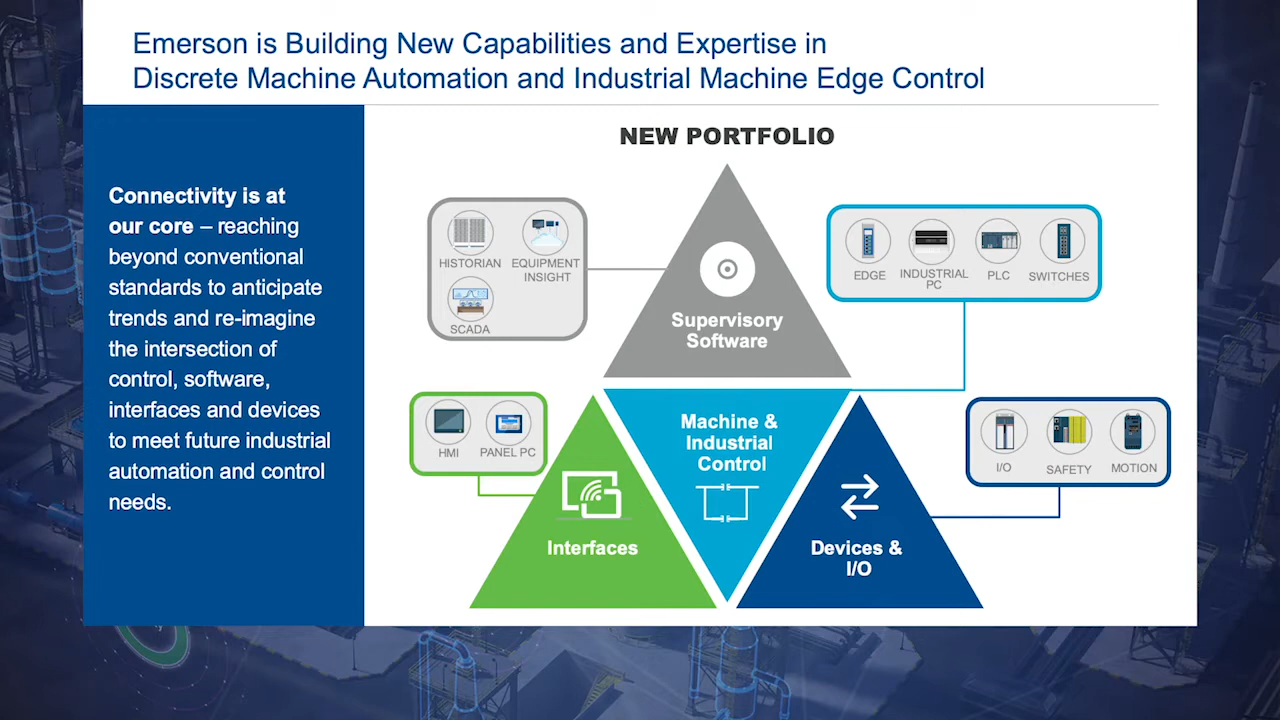 Emerson is Building New Capabilities and Expertise in
Discrete Machine Automation and Industrial Machine Edge Control
Connectivity is at
our core – reaching
beyond conventional
standards to anticipate
trends and re-imagine
the intersection of
control, software,
interfaces and devices
to meet future industrial
automation and control
needs.
NEW PORTFOLIO
HISTORIAN
EQUIPMENT
INSIGHT
SCADA
Supervisory
Software
EDGE
INDUSTRIAL
PC
PLC
SWITCHES
HMI
PANEL PC
Interfaces
Machine &
Industrial
Control
I/O
SAFETY
MOTION
Devices &
I/O